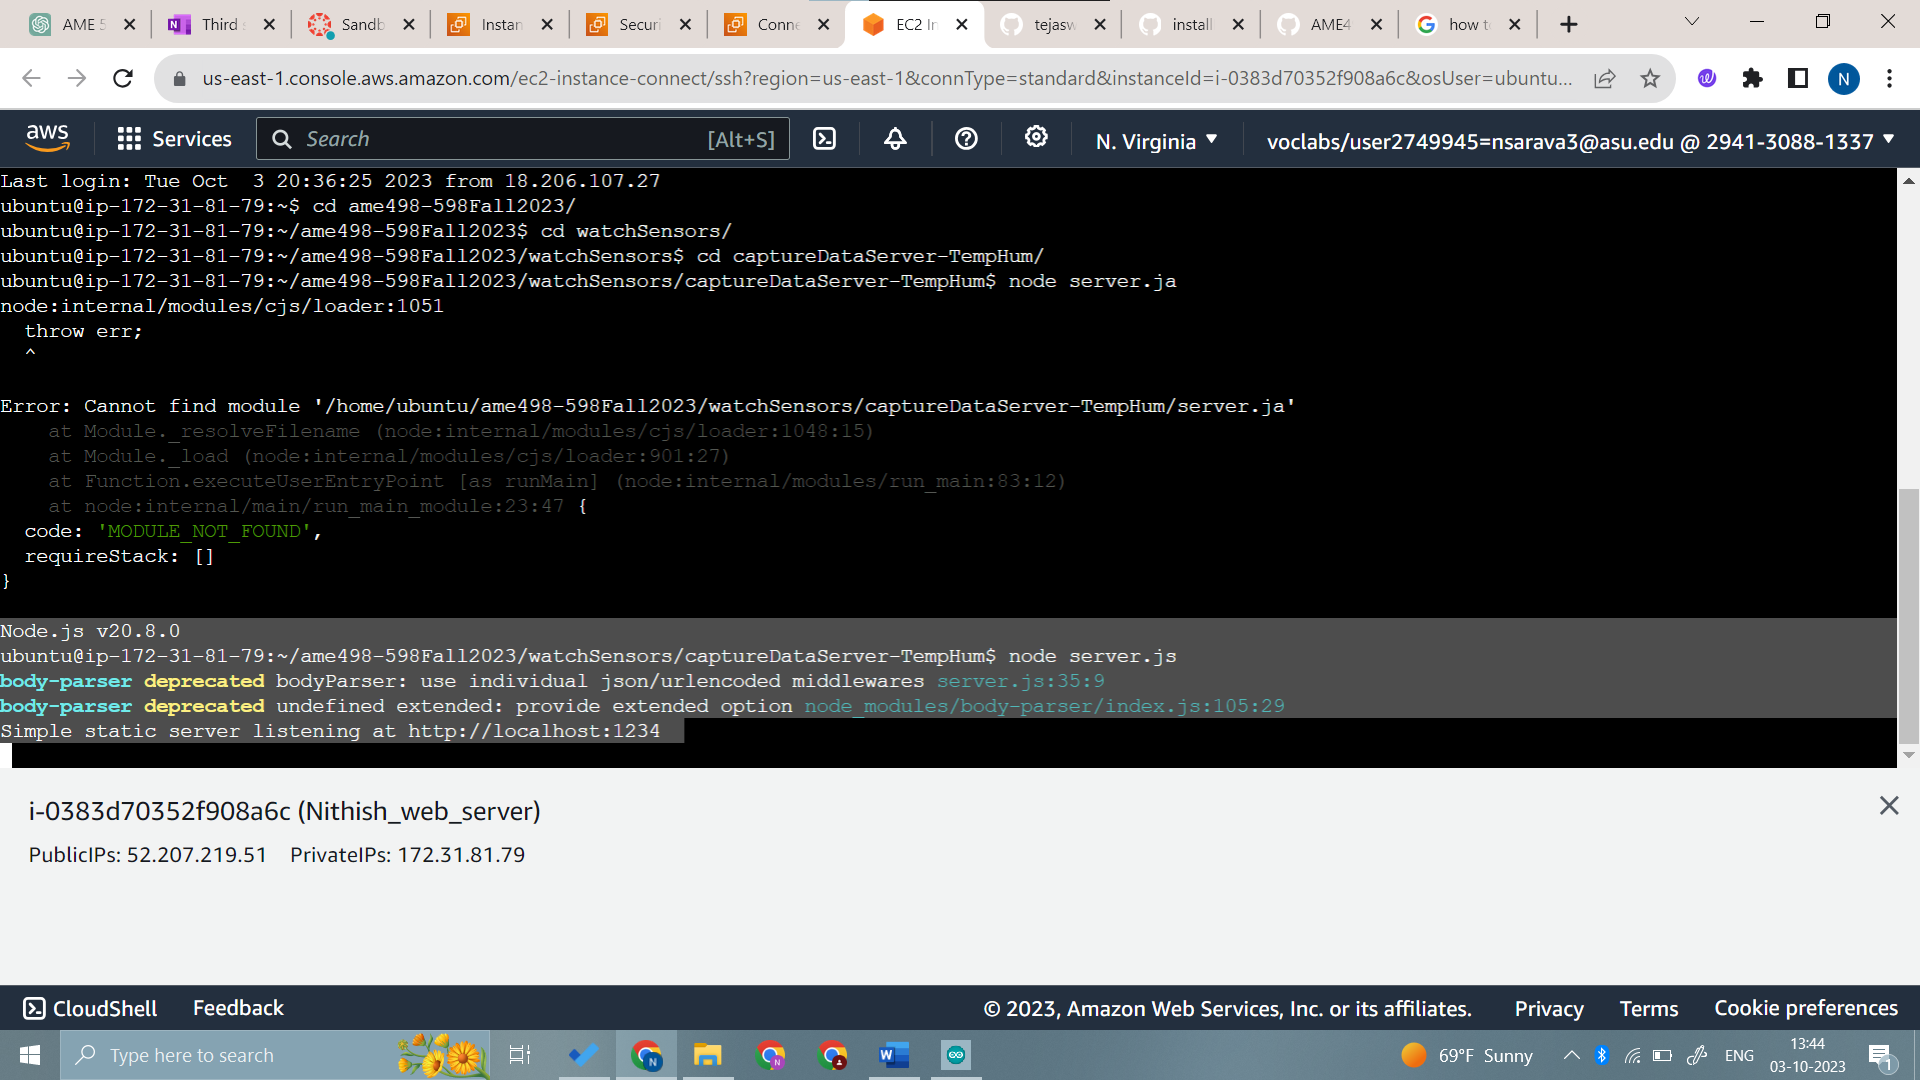 AME 5
Third
Sandb
Instan
Securi
Conne
EC2 In
tejasw
install
AME4
how t
us-east-1.console.aws.amazon.com/ec2-instance-connect/ssh?region=us-east-1&connType=standard&instanceId=i-0383d70352f908a6c&osUser=ubuntu...
N
aws
Services
Search
[Alt+S]
N. Virginia
voclabs/user2749945=nsarava3@asu.edu @ 2941-3088-1337
Last login: Tue Oct  3 20:36:25 2023 from 18.206.107.27
ubuntu@ip-172-31-81-79:~$ cd ame498-598Fall2023/
ubuntu@ip-172-31-81-79:~/ame498-598Fall2023$ cd watchSensors/
ubuntu@ip-172-31-81-79:~/ame498-598Fall2023/watchSensors$ cd captureDataServer-TempHum/
ubuntu@ip-172-31-81-79:~/ame498-598Fall2023/watchSensors/captureDataServer-TempHum$ node server.ja
node:internal/modules/cjs/loader:1051
  throw err;
  ^
Error: Cannot find module '/home/ubuntu/ame498-598Fall2023/watchSensors/captureDataServer-TempHum/server.ja'
    at Module._resolveFilename (node:internal/modules/cjs/loader:1048:15)
    at Module._load (node:internal/modules/cjs/loader:901:27)
    at Function.executeUserEntryPoint [as runMain] (node:internal/modules/run_main:83:12)
    at node:internal/main/run_main_module:23:47 {
  code: 'MODULE_NOT_FOUND',
  requireStack: []
}
Node.js v20.8.0
ubuntu@ip-172-31-81-79:~/ame498-598Fall2023/watchSensors/captureDataServer-TempHum$ node server.js
body-parser deprecated bodyParser: use individual json/urlencoded middlewares server.js:35:9
body-parser deprecated undefined extended: provide extended option node_modules/body-parser/index.js:105:29
Simple static server listening at http://localhost:1234
i-0383d70352f908a6c (Nithish_web_server)
PublicIPs: 52.207.219.51    PrivateIPs: 172.31.81.79
CloudShell
Feedback
© 2023, Amazon Web Services, Inc. or its affiliates.
Privacy
Terms
Cookie preferences
Type here to search
69°F Sunny
ENG
13:44
03-10-2023
1